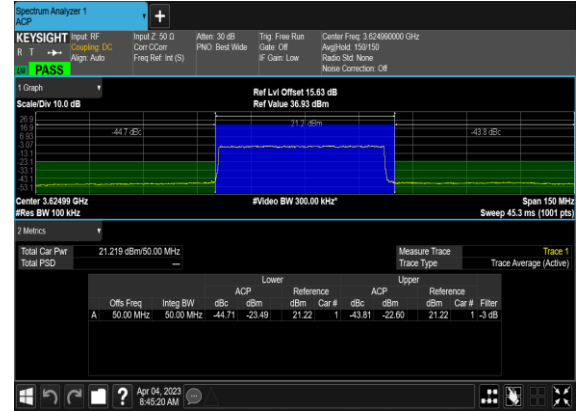 Spectrum Analyzer 1
ACP
+
KEYSIGHT Input: RF Input Z: 50 Ω Atten: 30 dB Trig: Free Run Center Freq: 3.624990000 GHz
R T Coupling: DC Corr CCorr PNO: Best Wide Gate: Off Avg|Hold: 150/150
Align: Auto Freq Ref: Int (S) IF Gain: Low Radio Std: None
PASS Noise Correction: Off
1 Graph Ref Lvl Offset 15.63 dB
Scale/Div 10.0 dB Ref Value 36.93 dBm
26.9
16.9 21.2 dBm
6.93 -44.7 dBc -43.8 dBc
-3.07
-13.1
-23.1
-33.1
-43.1
-53.1
Center 3.62499 GHz #Video BW 300.00 kHz* Span 150 MHz
#Res BW 100 kHz Sweep 45.3 ms (1001 pts)
2 Metrics
Total Car Pwr 21.219 dBm/50.00 MHz Measure Trace Trace 1
Total PSD --- Trace Type Trace Average (Active)
Lower Upper
ACP Reference ACP Reference
Offs Freq Integ BW dBc dBm dBm Car # dBc dBm dBm Car # Filter
A 50.00 MHz 50.00 MHz -44.71 -23.49 21.22 1 -43.81 -22.60 21.22 1 -3 dB
? Apr 04, 2023
8:45:20 AM